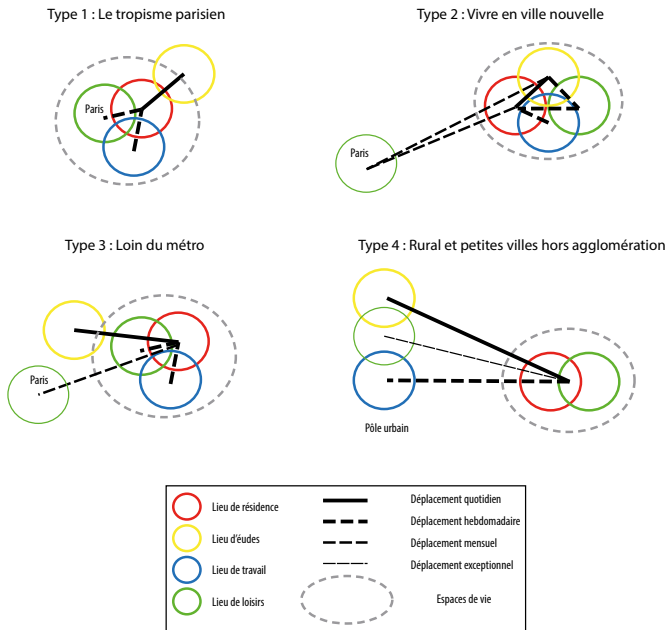 Type 1 : Le tropisme parisien
Type 2 : Vivre en ville nouvelle
Paris
Paris
Type 3 : Loin du métro
Type 4 : Rural et petites villes hors agglomération
Paris
Pôle urbain
Lieu de résidence
Déplacement quotidien
Lieu d'éudes
Déplacement hebdomadaire
Lieu de travail
Déplacement mensuel
Déplacement exceptionnel
Lieu de loisirs
Espaces de vie